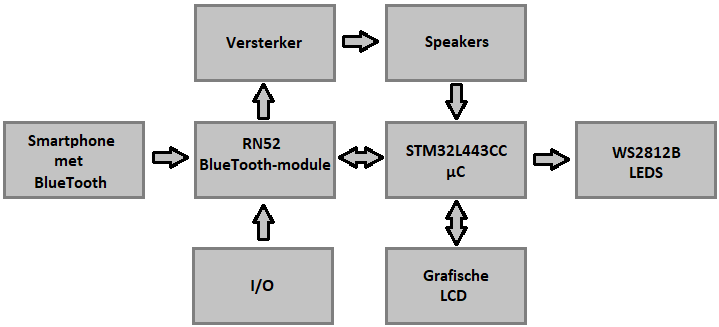 Versterker
Speakers
Smartphone
met
BlueTooth
RN52
BlueTooth-module
STM32L443CC
µC
WS2812B
LEDS
I/O
Grafische
LCD